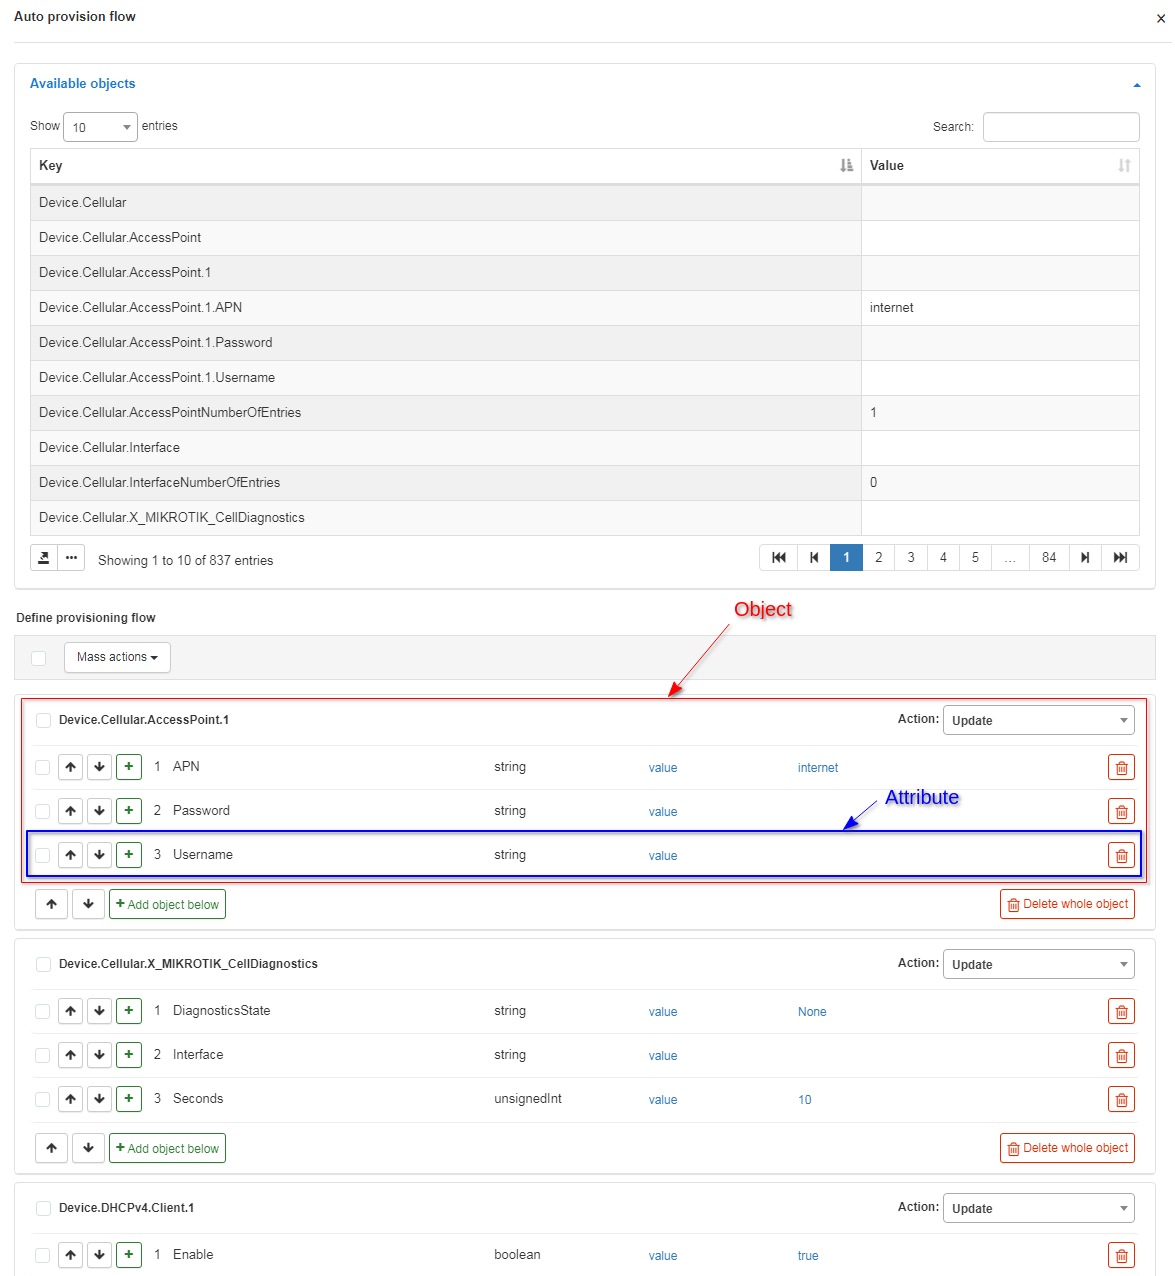 Auto provision flow ×
Available objects
Show 10 entries Search:
Key Value
Device.Cellular
Device.Cellular.AccessPoint
Device.Cellular.AccessPoint.1
Device.Cellular.AccessPoint.1.APN internet
Device.Cellular.AccessPoint.1.Password
Device.Cellular.AccessPoint.1.Username
Device.Cellular.AccessPointNumberOfEntries 1
Device.Cellular.Interface
Device.Cellular.InterfaceNumberOfEntries 0
Device.Cellular.X_MIKROTIK_CellDiagnostics
Showing 1 to 10 of 837 entries 1 2 3 4 5 ... 84
Object
Define provisioning flow
Mass actions
Device.Cellular.AccessPoint.1 Action: Update
1 APN string value internet
Attribute
2 Password string value
3 Username string value
+ Add object below Delete whole object
Device.Cellular.X_MIKROTIK_CellDiagnostics Action: Update
1 DiagnosticsState string value None
2 Interface string value
3 Seconds unsignedInt value 10
+ Add object below Delete whole object
Device.DHCPv4.Client.1 Action: Update
1 Enable boolean value true